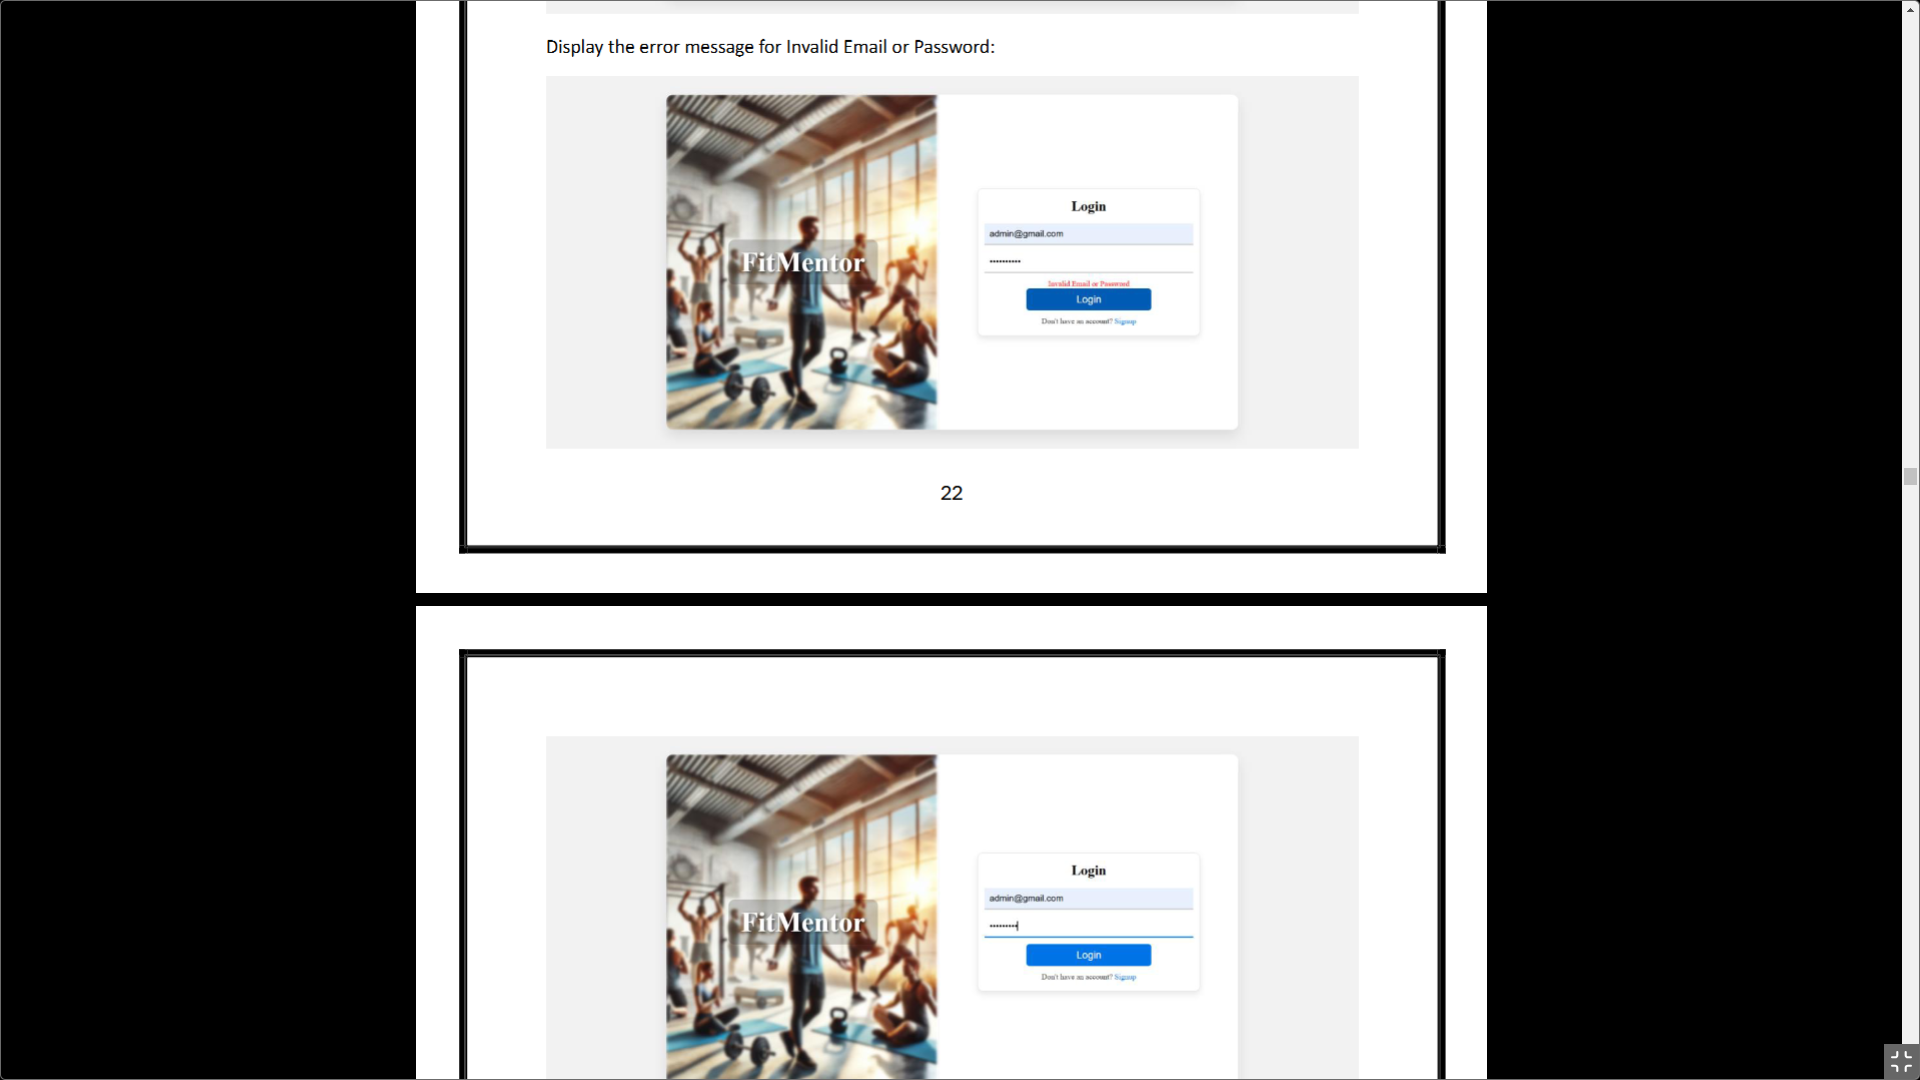 Display the error message for Invalid Email or Password:
FitMentor
Login
admin@gmail.com
••••••••••
Invalid Email or Password
Login
Don't have an account? Signup
22
FitMentor
Login
admin@gmail.com
•••••••••
Login
Don't have an account? Signup